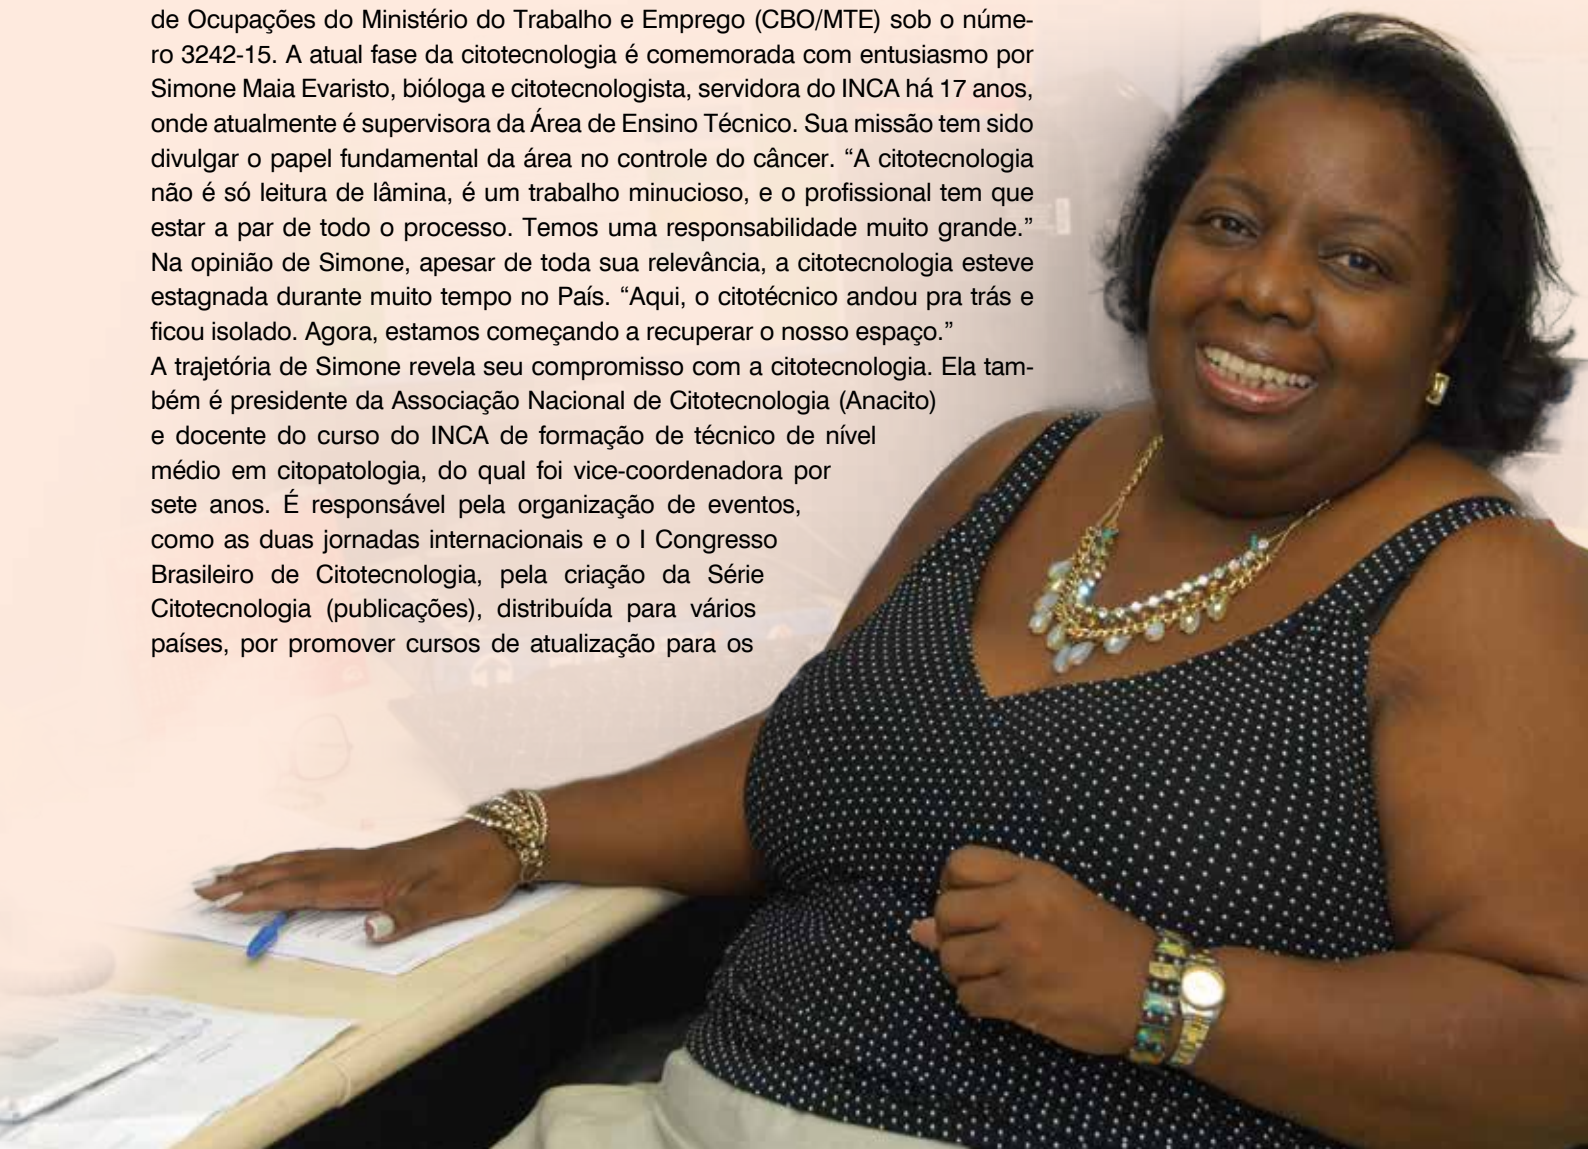 de Ocupações do Ministério do Trabalho e Emprego (CBO/MTE) sob o núme-
ro 3242-15. A atual fase da citotecnologia é comemorada com entusiasmo por
Simone Maia Evaristo, bióloga e citotecnologista, servidora do INCA há 17 anos,
onde atualmente é supervisora da Área de Ensino Técnico. Sua missão tem sido
divulgar o papel fundamental da área no controle do câncer. “A citotecnologia
não é só leitura de lâmina, é um trabalho minucioso, e o profissional tem que
estar a par de todo o processo. Temos uma responsabilidade muito grande.”
Na opinião de Simone, apesar de toda sua relevância, a citotecnologia esteve
estagnada durante muito tempo no País. “Aqui, o citotécnico andou pra trás e
ficou isolado. Agora, estamos começando a recuperar o nosso espaço.”
A trajetória de Simone revela seu compromisso com a citotecnologia. Ela tam-
bém é presidente da Associação Nacional de Citotecnologia (Anacito)
e docente do curso do INCA de formação de técnico de nível
médio em citopatologia, do qual foi vice-coordenadora por
sete anos. É responsável pela organização de eventos,
como as duas jornadas internacionais e o I Congresso
Brasileiro de Citotecnologia, pela criação da Série
Citotecnologia (publicações), distribuída para vários
países, por promover cursos de atualização para os